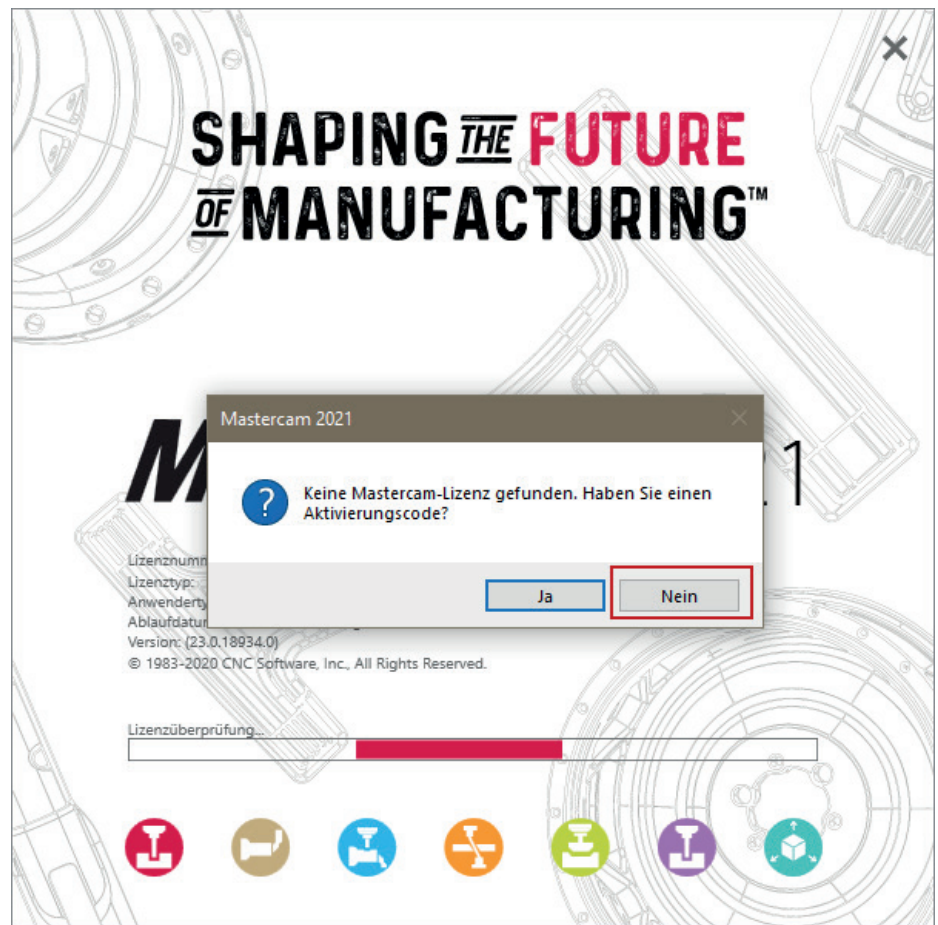 SHAPING THE FUTURE
OF MANUFACTURING™
Mastercam 2021
Keine Mastercam-Lizenz gefunden. Haben Sie einen
Aktivierungscode?
Ja Nein
Lizenztyp:
Version: (23.0.18934.0)
© 1983-2020 CNC Software, Inc., All Rights Reserved.
Lizenzüberprüfung...